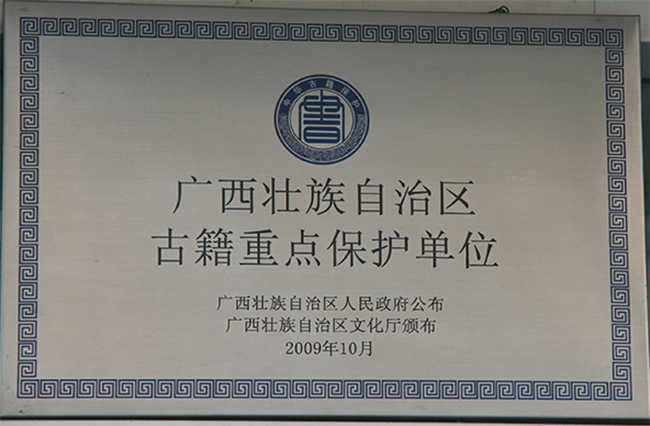 中华古籍保护
广西壮族自治区
古籍重点保护单位
广西壮族自治区人民政府公布
广西壮族自治区文化厅颁布
2009年10月